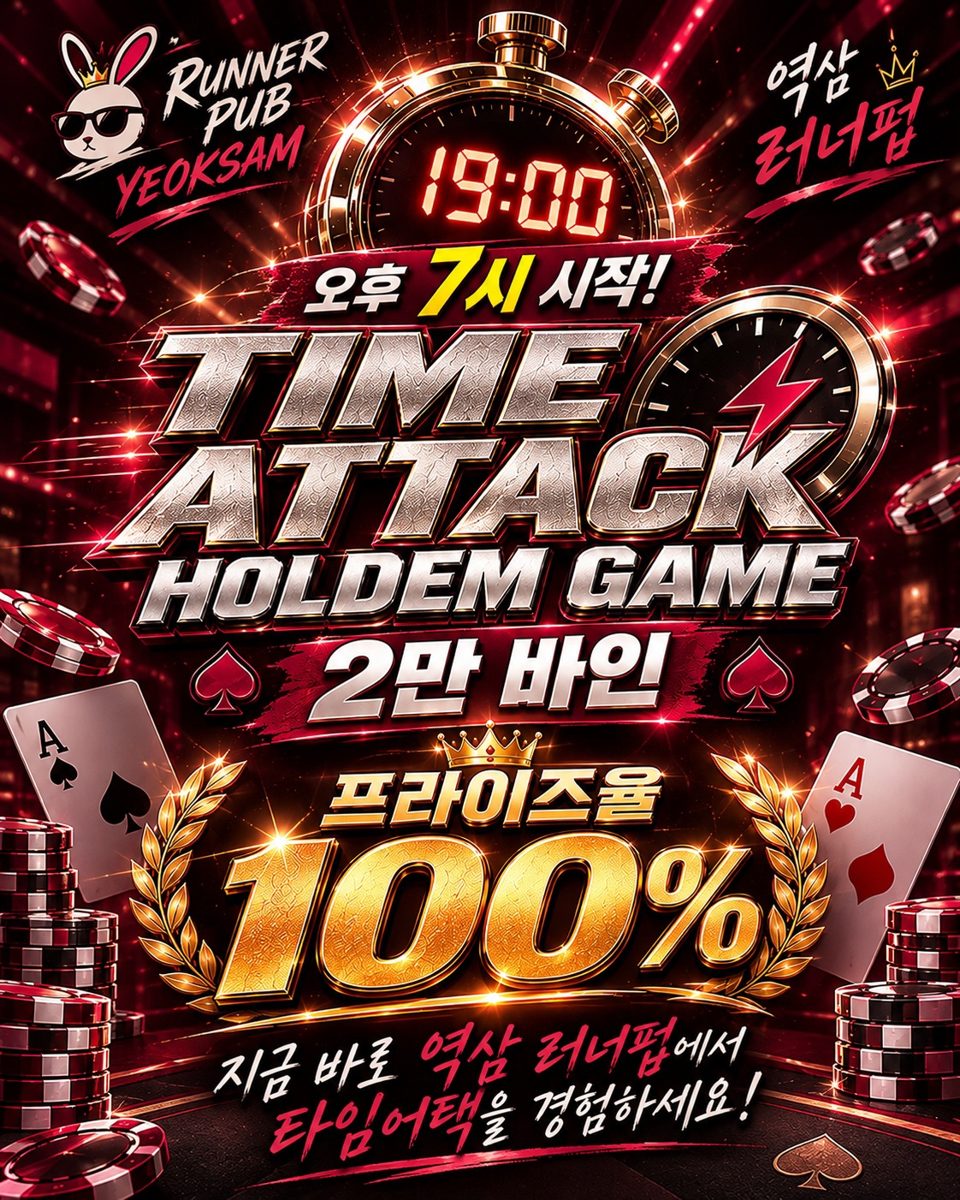 RUNNER
PUB
YEOKSAM
역삼
러너펍
19:00
오후 7시 시작!
TIME
ATTACK
HOLDEM GAME
2만 바인
프라이즈율
100%
A
A
지금 바로 역삼 러너펍에서
타임어택을 경험하세요!